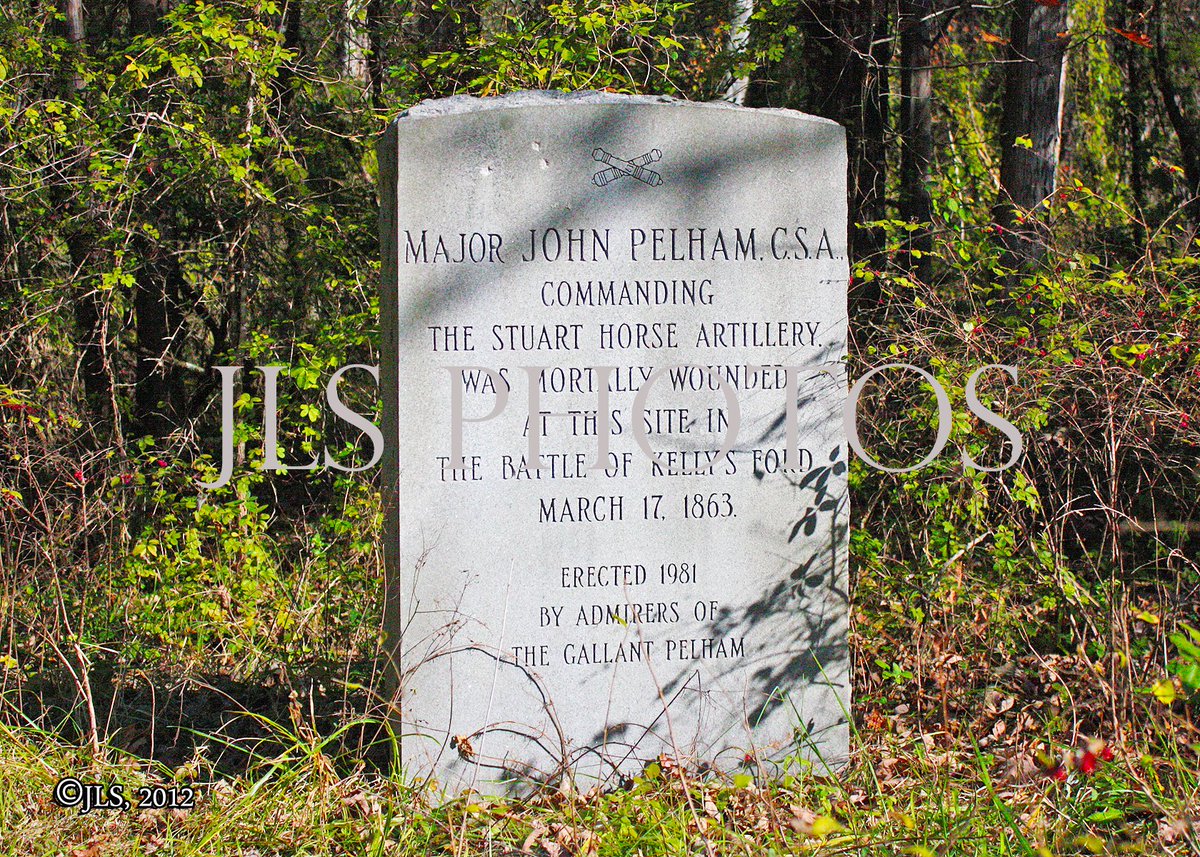 MAJOR JOHN PELHAM, C.S.A.,
COMMANDING
THE STUART HORSE ARTILLERY,
WAS MORTALLY WOUNDED
AT THIS SITE IN
THE BATTLE OF KELLY'S FORD
MARCH 17, 1863.
ERECTED 1981
BY ADMIRERS OF
THE GALLANT PELHAM
JLS PHOTOS
©JLS, 2012